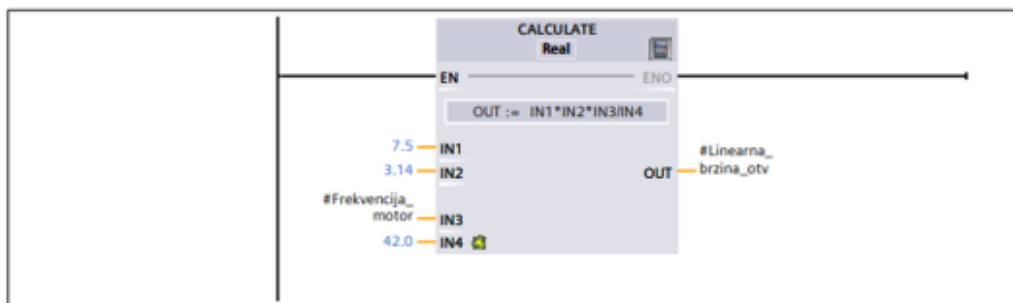 CALCULATE
Real
EN
ENO
OUT := IN1*IN2*IN3/IN4
7.5
IN1
3.14
IN2
#Linearna_
brzina_otv
OUT
#Frekvencija_
motor
IN3
42.0
IN4